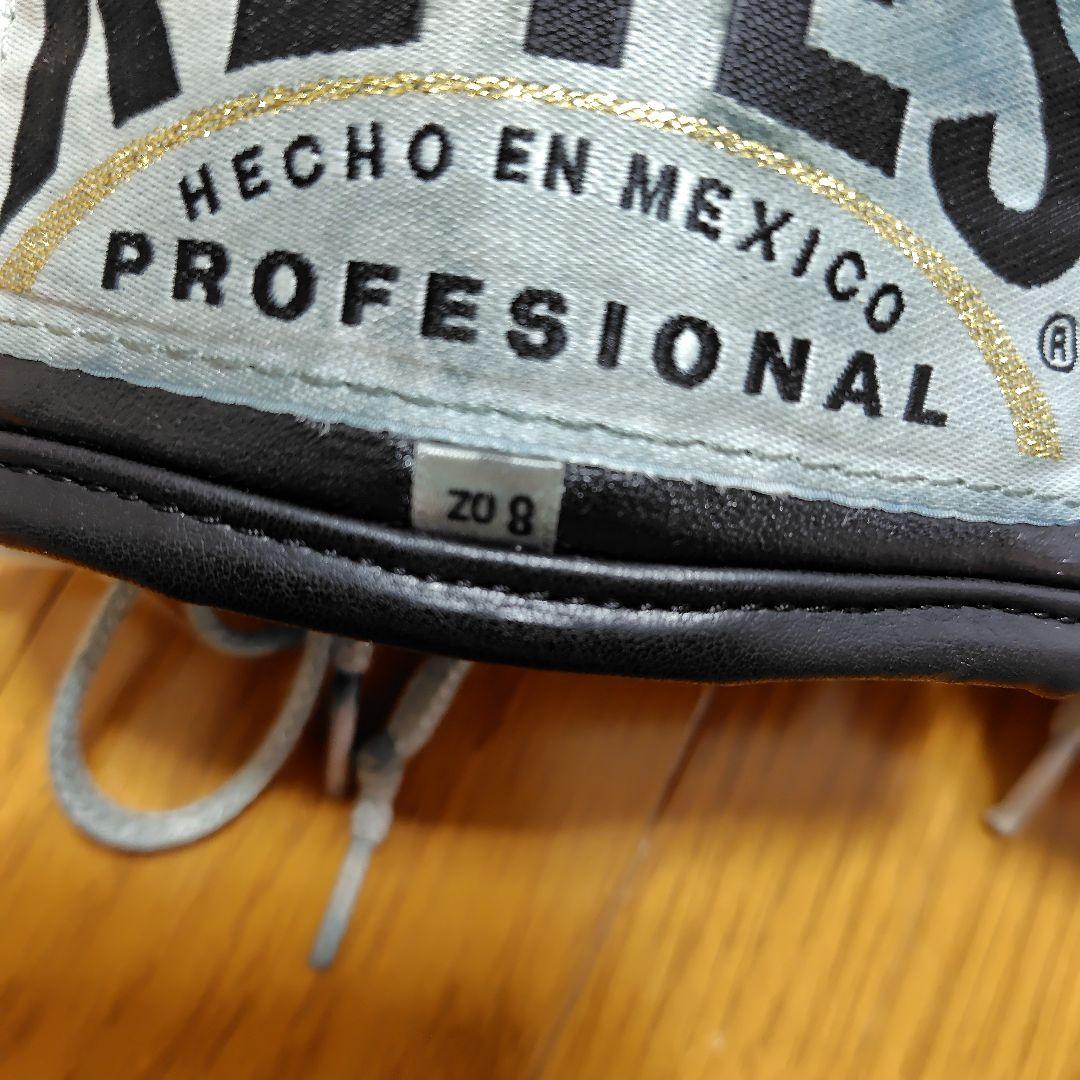 HECHO EN MEXICO
PROFESIONAL
®
8 OZ